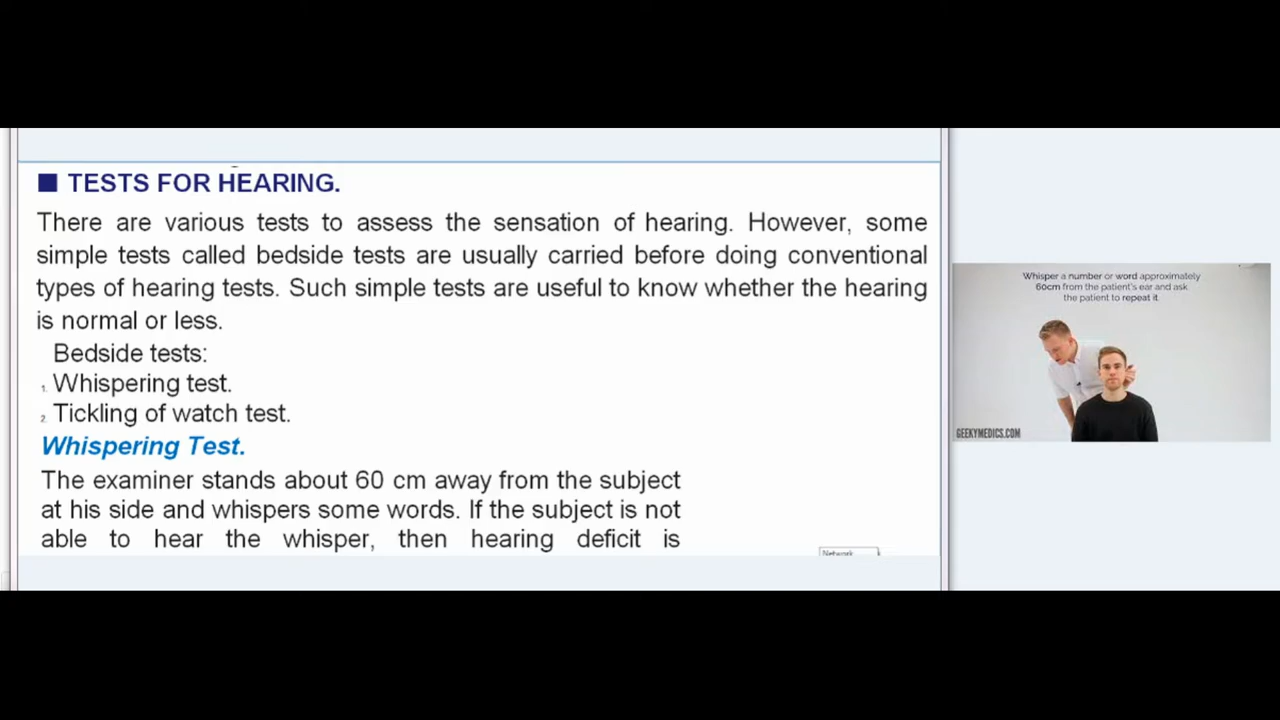 ■ TESTS FOR HEARING.
There are various tests to assess the sensation of hearing. However, some
simple tests called bedside tests are usually carried before doing conventional
types of hearing tests. Such simple tests are useful to know whether the hearing
is normal or less.
Bedside tests:
1. Whispering test.
2. Tickling of watch test.
Whispering Test.
The examiner stands about 60 cm away from the subject
at his side and whispers some words. If the subject is not
able to hear the whisper, then hearing deficit is
Network
Whisper a number or word approximately
60cm from the patient's ear and ask
the patient to repeat it
GEEKYMEDICS.COM